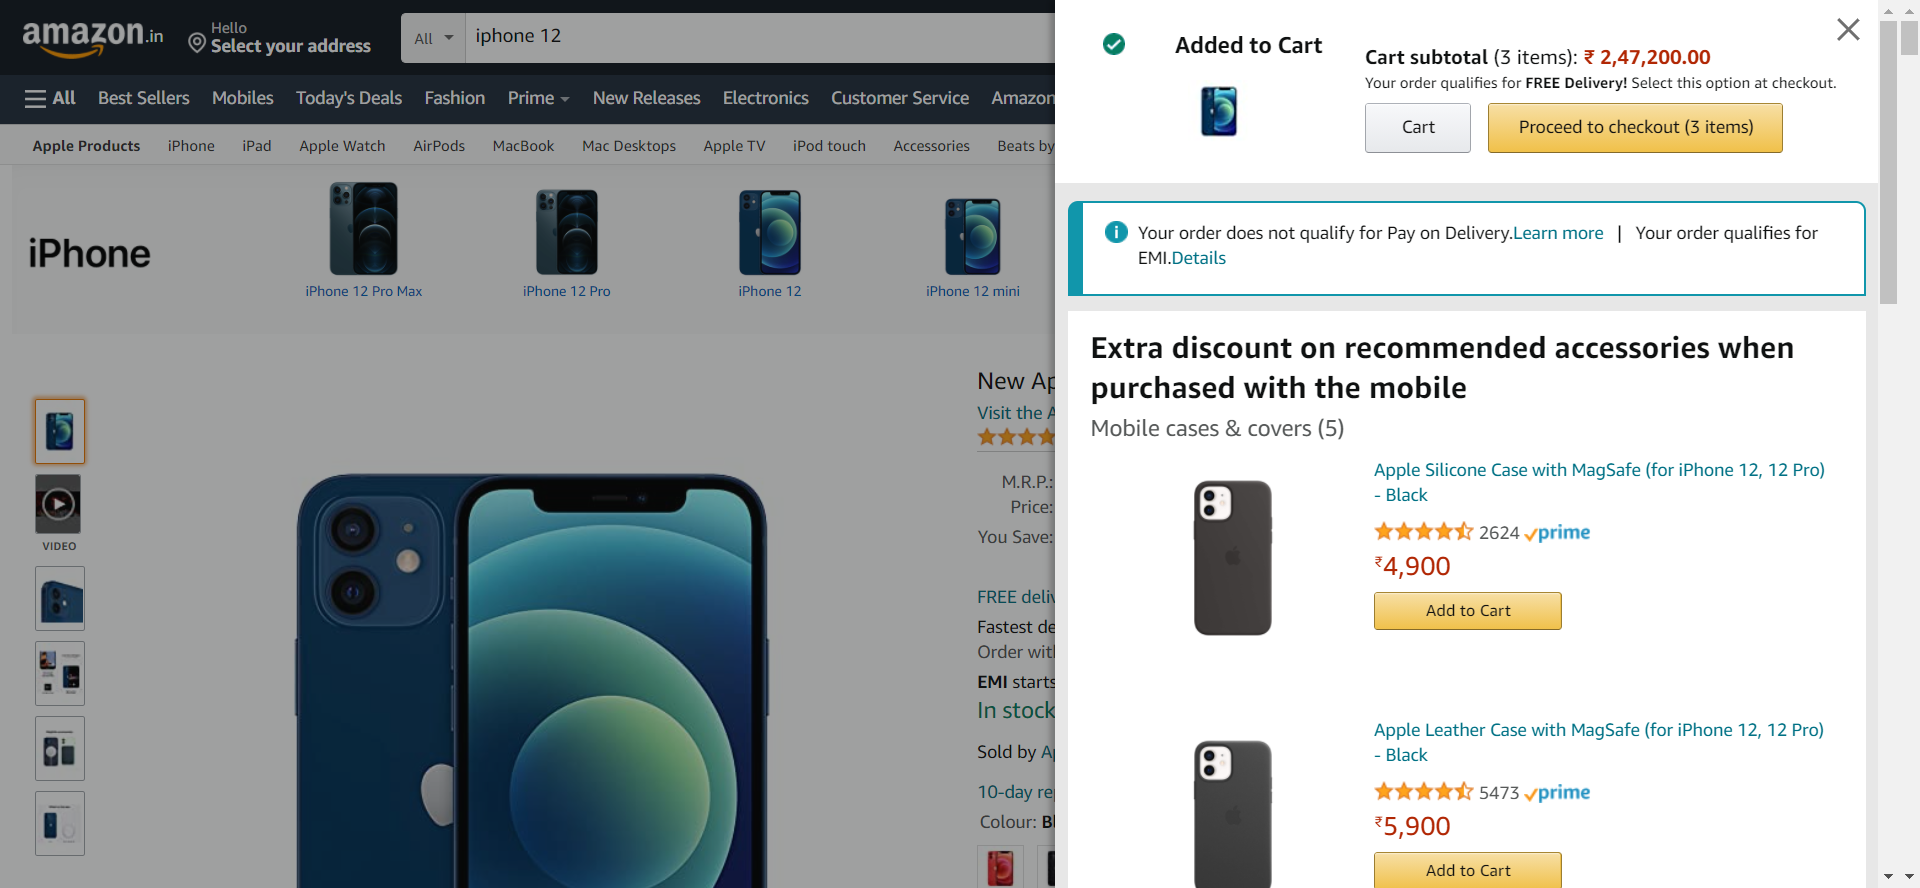 amazon.in
Hello
Select your address
All
iphone 12
All
Best Sellers
Mobiles
Today's Deals
Fashion
Prime
New Releases
Electronics
Customer Service
Amazon
Apple Products
iPhone
iPad
Apple Watch
AirPods
MacBook
Mac Desktops
Apple TV
iPod touch
Accessories
Beats by
iPhone
iPhone 12 Pro Max
iPhone 12 Pro
iPhone 12
iPhone 12 mini
VIDEO
New Ap
Visit the A
M.R.P.:
Price:
You Save:
FREE deliv
Fastest de
Order with
EMI starts
In stock
Sold by Ap
10-day rep
Colour: Bl
Added to Cart
Cart subtotal (3 items): ₹ 2,47,200.00
Your order qualifies for FREE Delivery! Select this option at checkout.
Cart
Proceed to checkout (3 items)
Your order does not qualify for Pay on Delivery.Learn more | Your order qualifies for
EMI.Details
Extra discount on recommended accessories when
purchased with the mobile
Mobile cases & covers (5)
Apple Silicone Case with MagSafe (for iPhone 12, 12 Pro)
- Black
2624 prime
₹4,900
Add to Cart
Apple Leather Case with MagSafe (for iPhone 12, 12 Pro)
- Black
5473 prime
₹5,900
Add to Cart